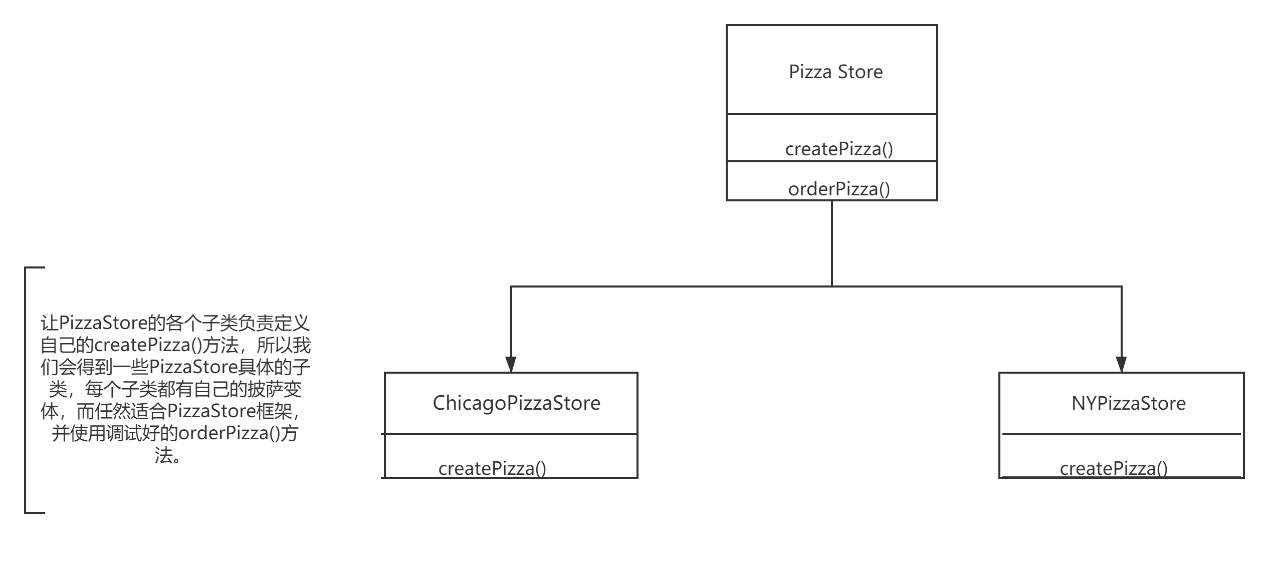 Pizza Store
createPizza()
orderPizza()
让PizzaStore的各个子类负责定义
自己的createPizza()方法，所以我
们会得到一些PizzaStore具体的子
类，每个子类都有自己的披萨变
体，而任然适合PizzaStore框架，
并使用调试好的orderPizza()方
法。
ChicagoPizzaStore
createPizza()
NYPizzaStore
createPizza()